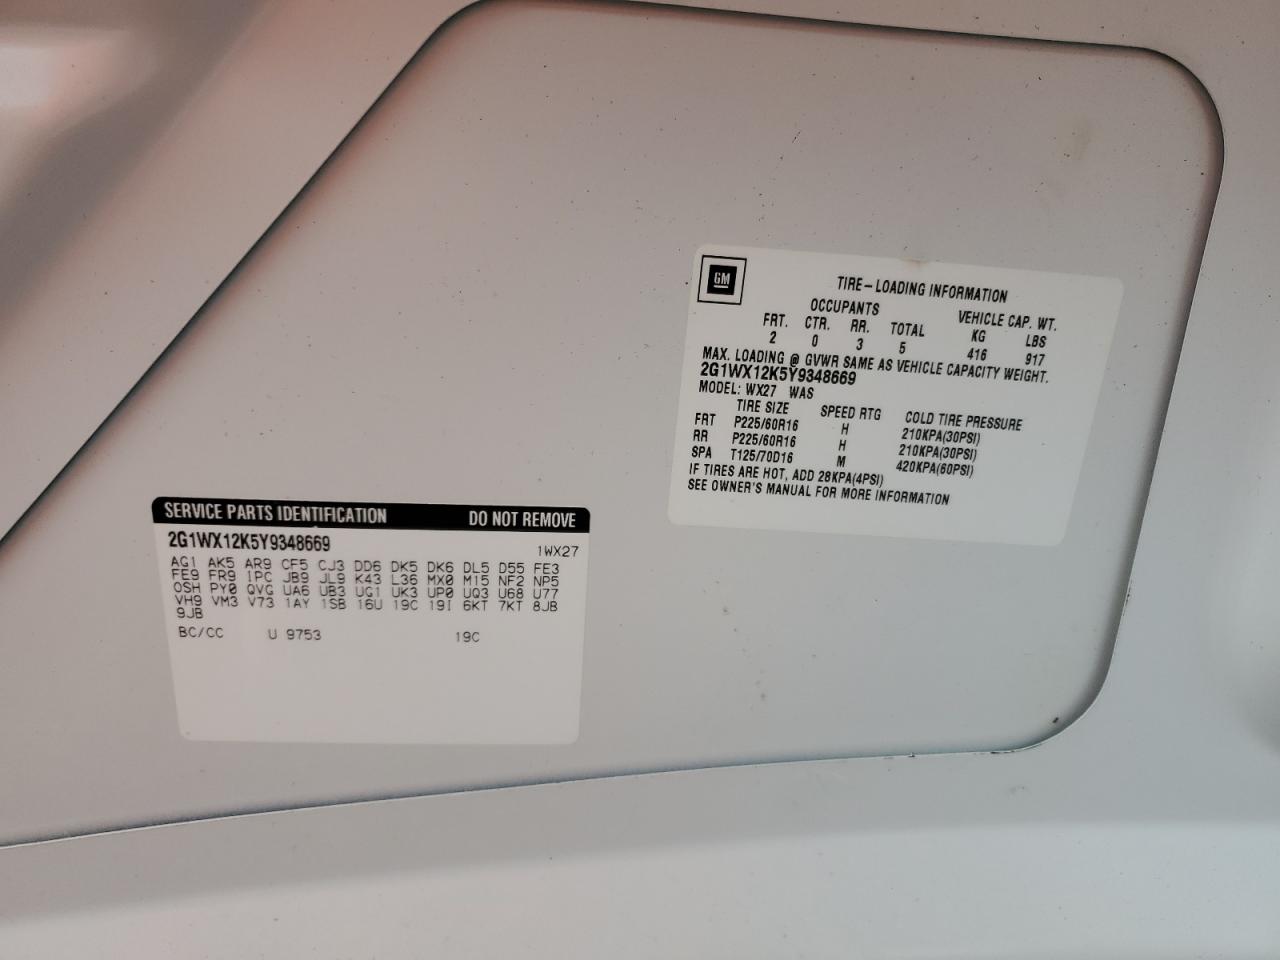 SERVICE PARTS IDENTIFICATION DO NOT REMOVE
2G1WX12K5Y9348669 1WX27
AG1 AK5 AR9 CF5 CJ3 DD6 DK5 DK6 DL5 D55 FE3
FE9 FR9 IPC JB9 JL9 K43 L36 MX0 M15 NF2 NP5
OSH PY0 QVG UA6 UB3 UG1 UK3 UP0 UQ3 U68 U77
VH9 VM3 V73 1AY 1SB 16U 19C 19I 6KT 7KT 8JB
9JB
BC/CC U 9753 19C
GM
TIRE-LOADING INFORMATION
OCCUPANTS VEHICLE CAP. WT.
FRT. CTR. RR. TOTAL KG LBS
2 0 3 5 416 917
MAX. LOADING @ GVWR SAME AS VEHICLE CAPACITY WEIGHT.
2G1WX12K5Y9348669
MODEL: WX27 WAS
TIRE SIZE SPEED RTG COLD TIRE PRESSURE
FRT P225/60R16 H 210KPA(30PSI)
RR P225/60R16 H 210KPA(30PSI)
SPA T125/70D16 M 420KPA(60PSI)
IF TIRES ARE HOT, ADD 28KPA(4PSI)
SEE OWNER'S MANUAL FOR MORE INFORMATION